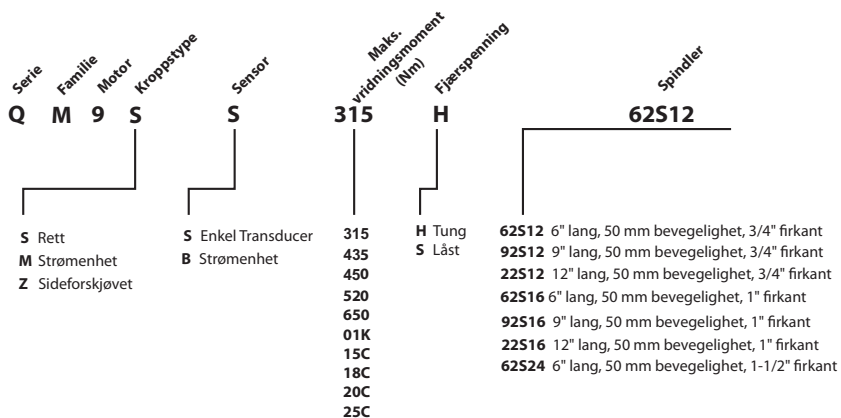 Serie
Familie
Motor
Kroppstype
Sensor
Maks.
vridningsmoment
(Nm)
Fjærspenning
Spindler
Q M 9 S S 315 H 62S12
S Rett
M Strømenhet
Z Sideforskjøvet
S Enkel Transducer
B Strømenhet
315
435
450
520
650
01K
15C
18C
20C
25C
H Tung
S Låst
62S12 6" lang, 50 mm bevegelighet, 3/4" firkant
92S12 9" lang, 50 mm bevegelighet, 3/4" firkant
22S12 12" lang, 50 mm bevegelighet, 3/4" firkant
62S16 6" lang, 50 mm bevegelighet, 1" firkant
92S16 9" lang, 50 mm bevegelighet, 1" firkant
22S16 12" lang, 50 mm bevegelighet, 1" firkant
62S24 6" lang, 50 mm bevegelighet, 1-1/2" firkant